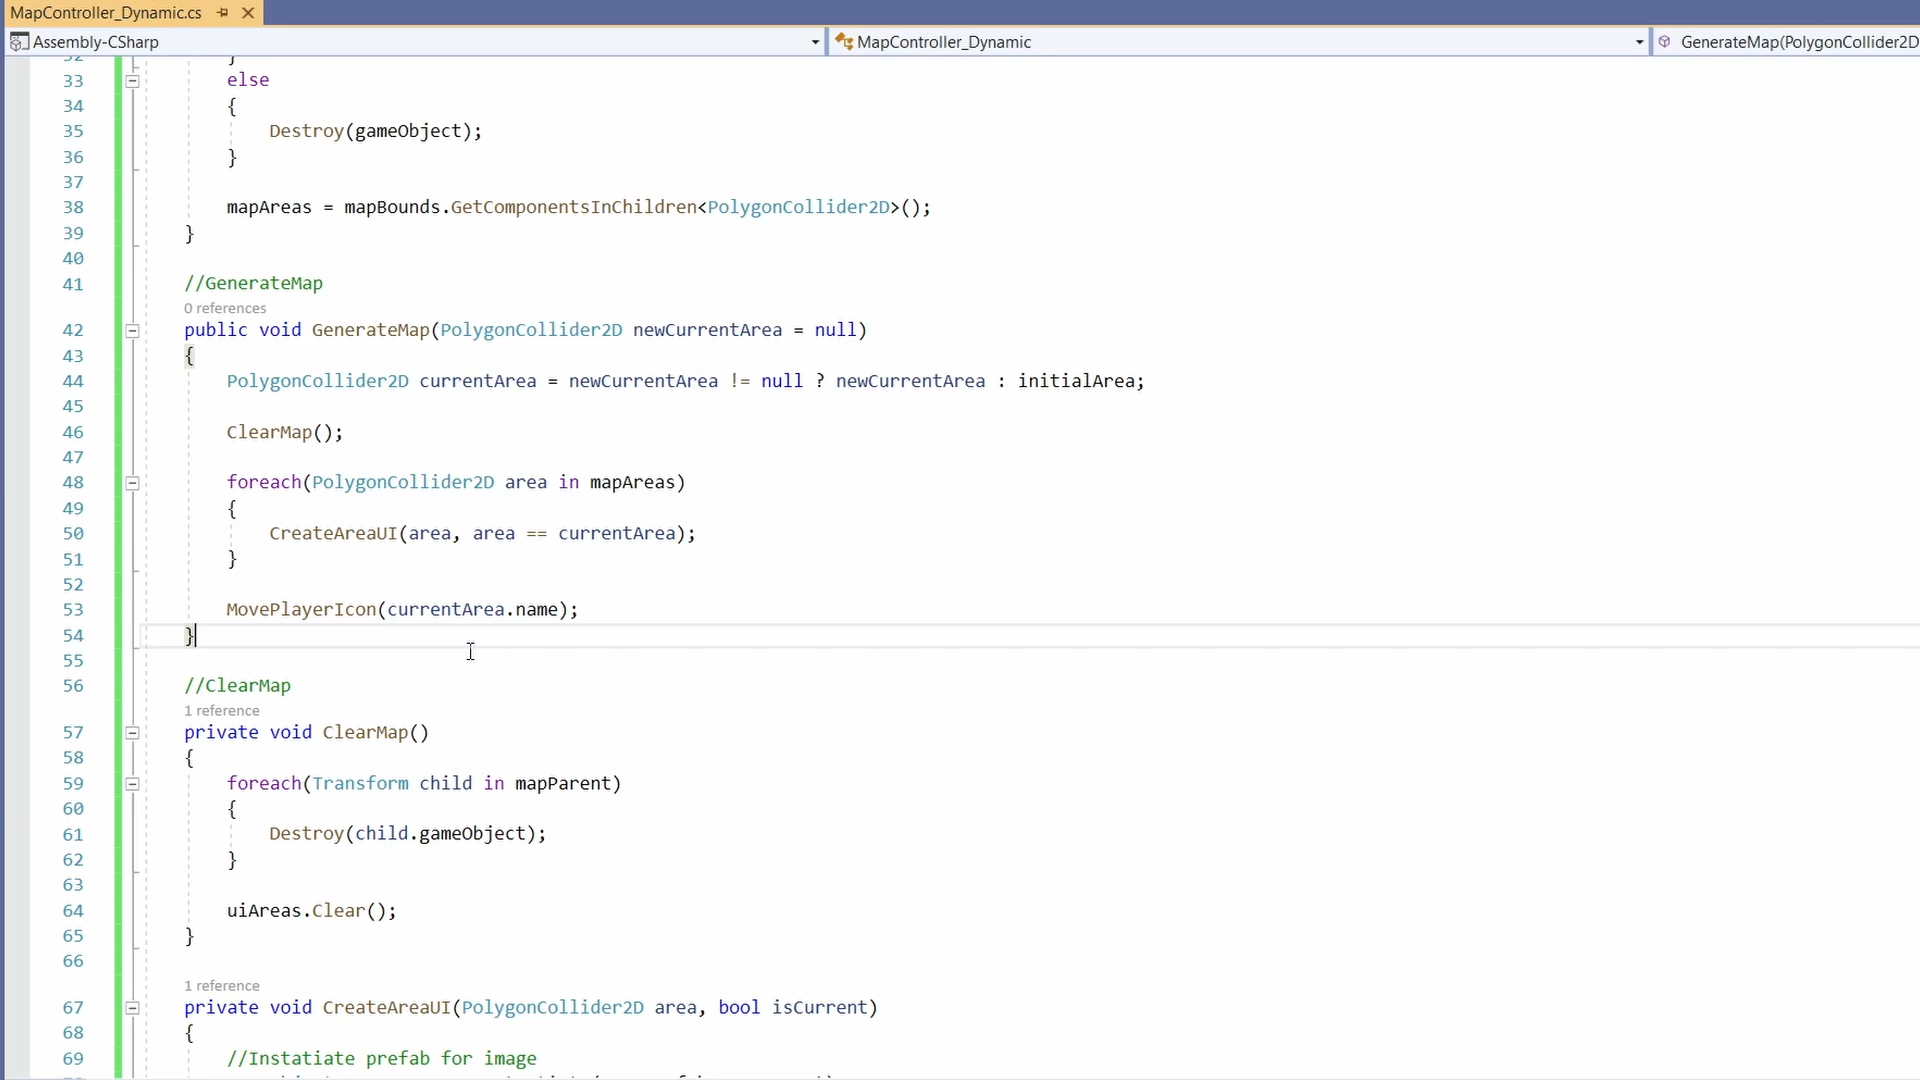 MapController_Dynamic.cs
Assembly-CSharp
MapController_Dynamic
GenerateMap(PolygonCollider2D
32 }
33 else
34 {
35 Destroy(gameObject);
36 }
37
38 mapAreas = mapBounds.GetComponentsInChildren<PolygonCollider2D>();
39 }
40
41 //GenerateMap
0 references
42 public void GenerateMap(PolygonCollider2D newCurrentArea = null)
43 {
44 PolygonCollider2D currentArea = newCurrentArea != null ? newCurrentArea : initialArea;
45
46 ClearMap();
47
48 foreach(PolygonCollider2D area in mapAreas)
49 {
50 CreateAreaUI(area, area == currentArea);
51 }
52
53 MovePlayerIcon(currentArea.name);
54 }
55
56 //ClearMap
1 reference
57 private void ClearMap()
58 {
59 foreach(Transform child in mapParent)
60 {
61 Destroy(child.gameObject);
62 }
63
64 uiAreas.Clear();
65 }
66
1 reference
67 private void CreateAreaUI(PolygonCollider2D area, bool isCurrent)
68 {
69 //Instatiate prefab for image